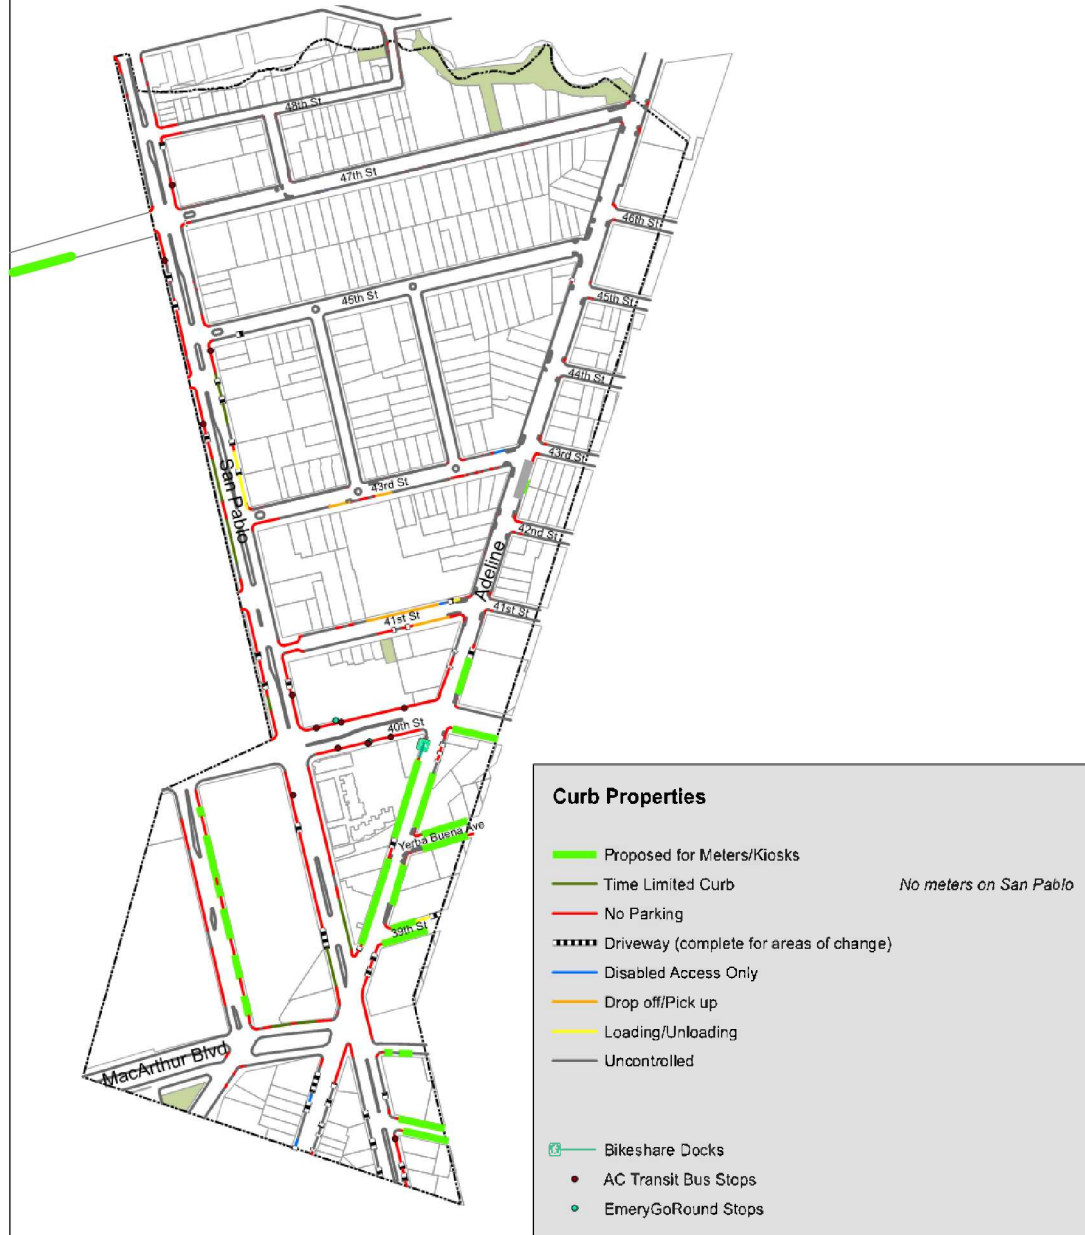 48th St
47th St
46th St
45th St
45th St
44th St
43rd St
San Pablo
43rd St
42nd St
Adeline
41st St
41st St
40th St
Yerba Buena Ave
39th St
MacArthur Blvd
Curb Properties
Proposed for Meters/Kiosks
Time Limited Curb
No meters on San Pablo
No Parking
Driveway (complete for areas of change)
Disabled Access Only
Drop off/Pick up
Loading/Unloading
Uncontrolled
Bikeshare Docks
AC Transit Bus Stops
EmeryGoRound Stops